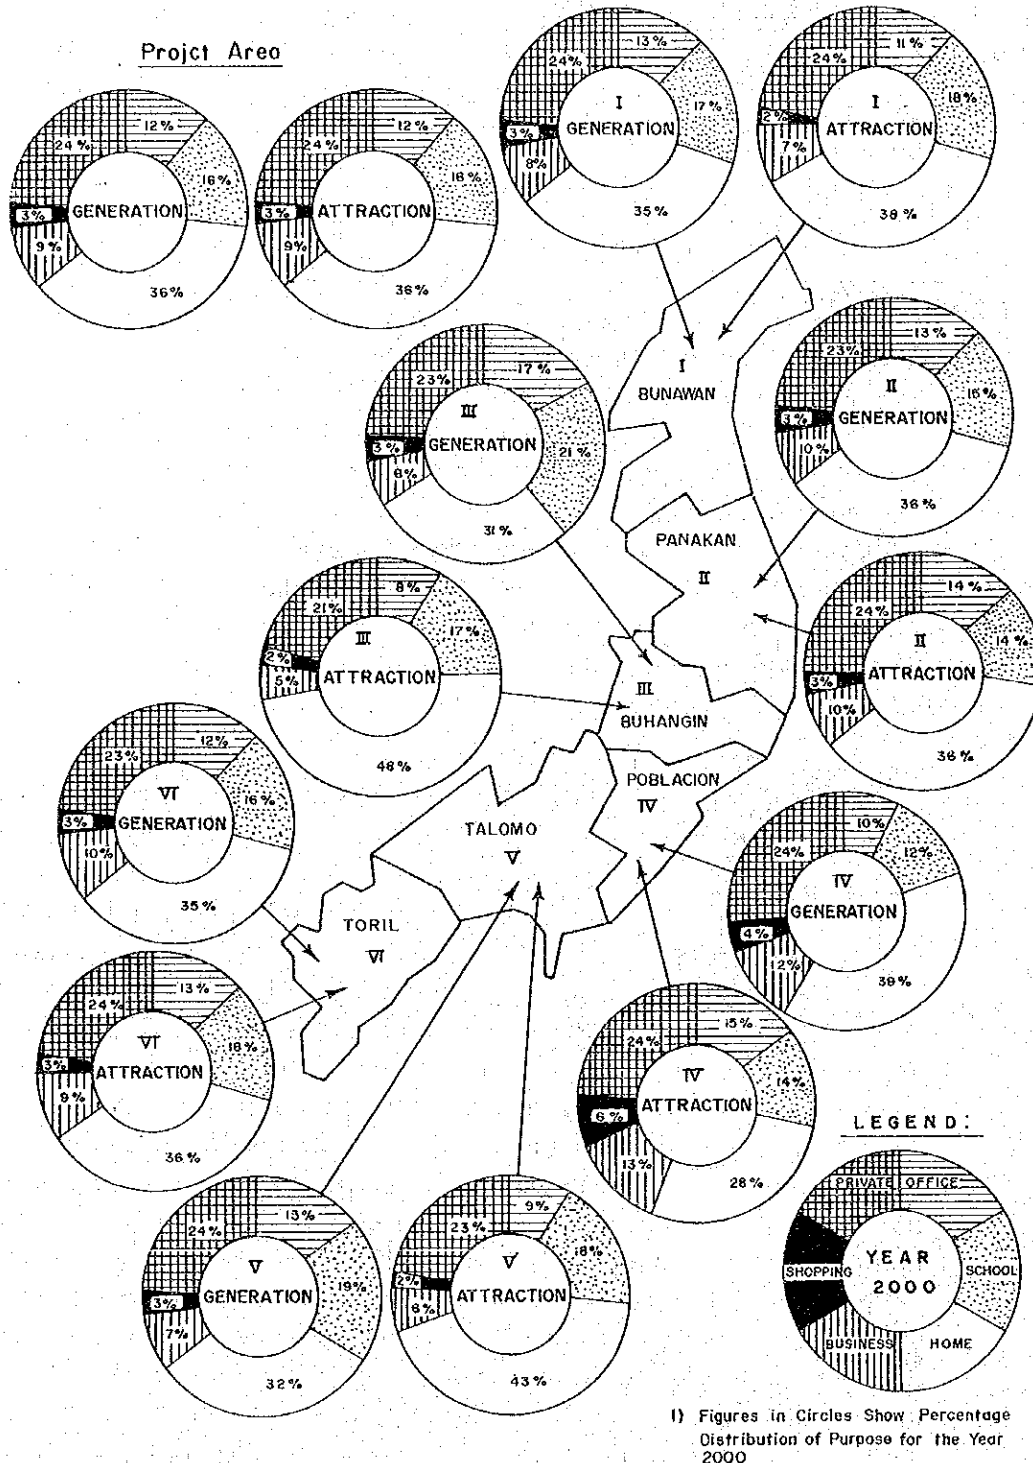 Projct Area
24%
12%
16%
36%
9%
3%
GENERATION
24%
12%
16%
36%
9%
3%
ATTRACTION
24%
13%
17%
35%
8%
3%
I
GENERATION
24%
11%
18%
38%
7%
2%
I
ATTRACTION
I
BUNAWAN
23%
17%
21%
31%
6%
3%
III
GENERATION
23%
13%
15%
36%
10%
3%
II
GENERATION
PANAKAN
II
21%
8%
17%
48%
5%
2%
III
ATTRACTION
24%
14%
14%
36%
10%
3%
II
ATTRACTION
III
BUHANGIN
POBLACION
IV
TALOMO
V
23%
12%
16%
35%
10%
3%
VI
GENERATION
24%
10%
12%
39%
12%
4%
IV
GENERATION
TORIL
VI
24%
13%
18%
36%
9%
3%
VI
ATTRACTION
24%
15%
14%
28%
13%
6%
IV
ATTRACTION
24%
13%
19%
32%
7%
3%
V
GENERATION
23%
9%
18%
43%
6%
2%
V
ATTRACTION
LEGEND:
PRIVATE OFFICE
SHOPPING
YEAR
2000
SCHOOL
BUSINESS
HOME
1) Figures in Circles Show Percentage
Distribution of Purpose for the Year
2000